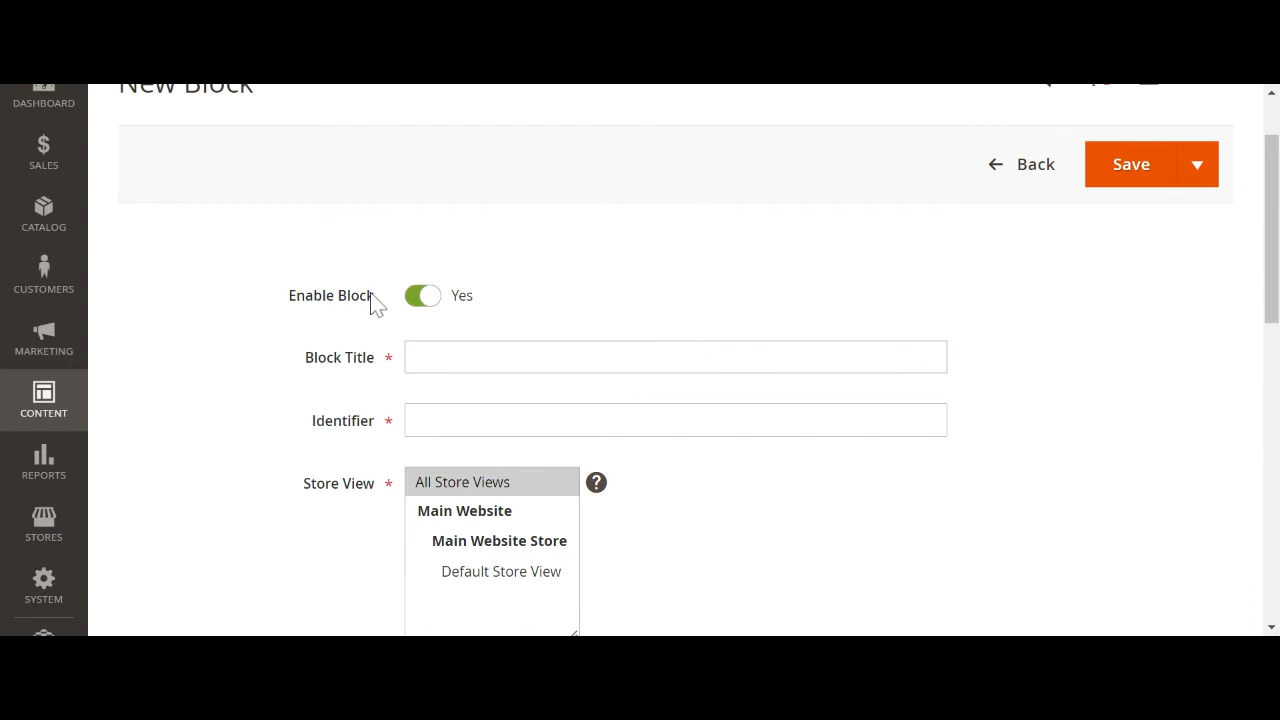 New Block
DASHBOARD
SALES
CATALOG
CUSTOMERS
MARKETING
CONTENT
REPORTS
STORES
SYSTEM
← Back
Save
Enable Block
Yes
Block Title *
Identifier *
Store View *
All Store Views
?
Main Website
Main Website Store
Default Store View